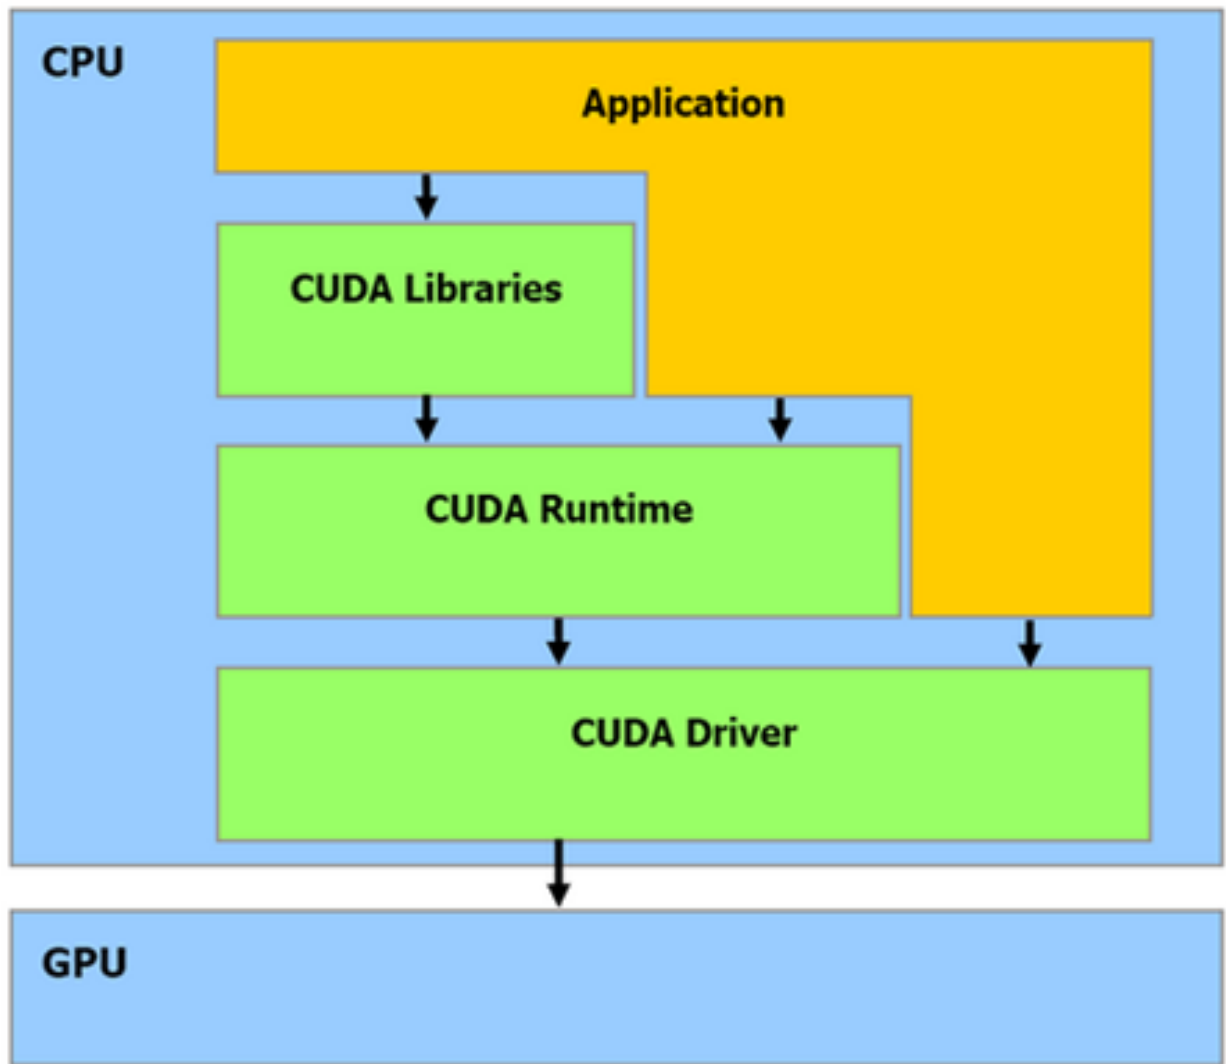 CPU
Application
CUDA Libraries
CUDA Runtime
CUDA Driver
GPU